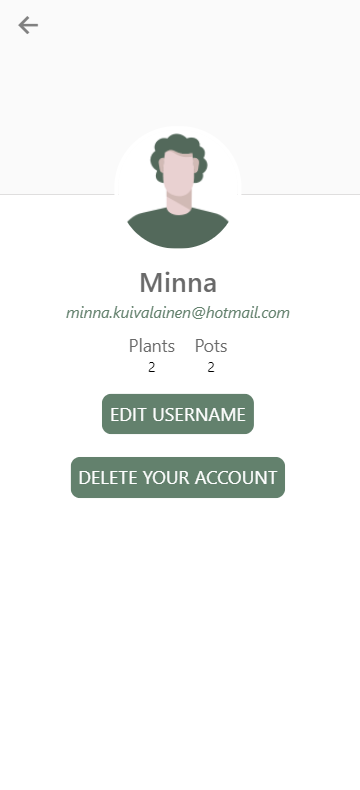 Minna
minna.kuivalainen@hotmail.com
Plants Pots
2 2
EDIT USERNAME
DELETE YOUR ACCOUNT